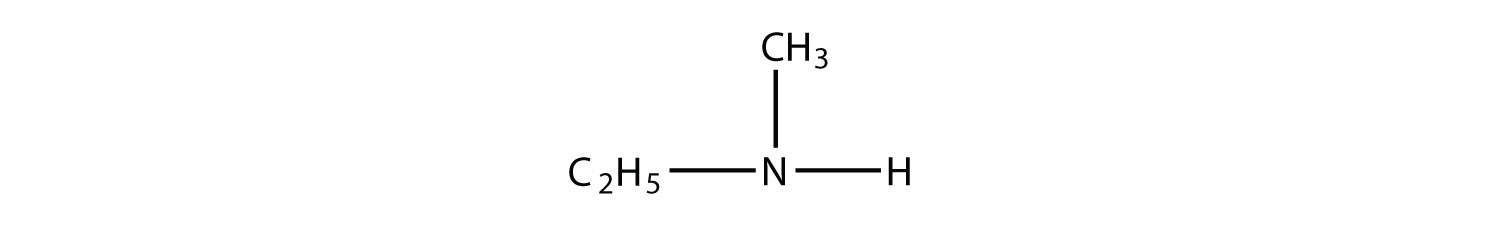 CH₃
C₂H₅ — N — H